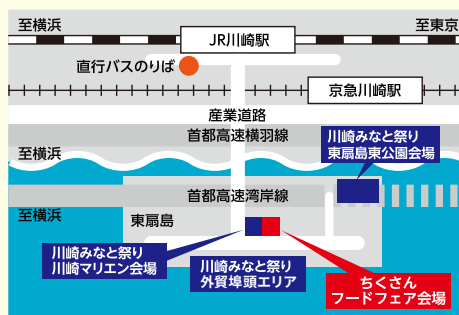 至横浜
至東京
JR川崎駅
直行バスのりば
京急川崎駅
産業道路
首都高速横羽線
川崎みなと祭り
東扇島東公園会場
至横浜
首都高速湾岸線
至横浜
東扇島
川崎みなと祭り
川崎マリエン会場
川崎みなと祭り
外貿埠頭エリア
ちくさん
フードフェア会場